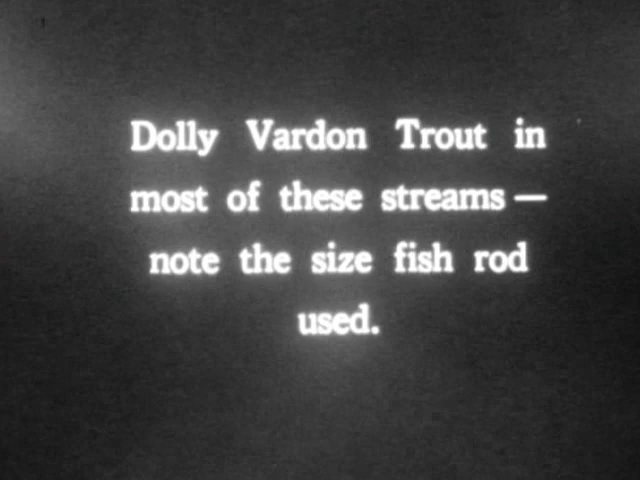 Dolly Vardon Trout in
most of these streams —
note the size fish rod
used.